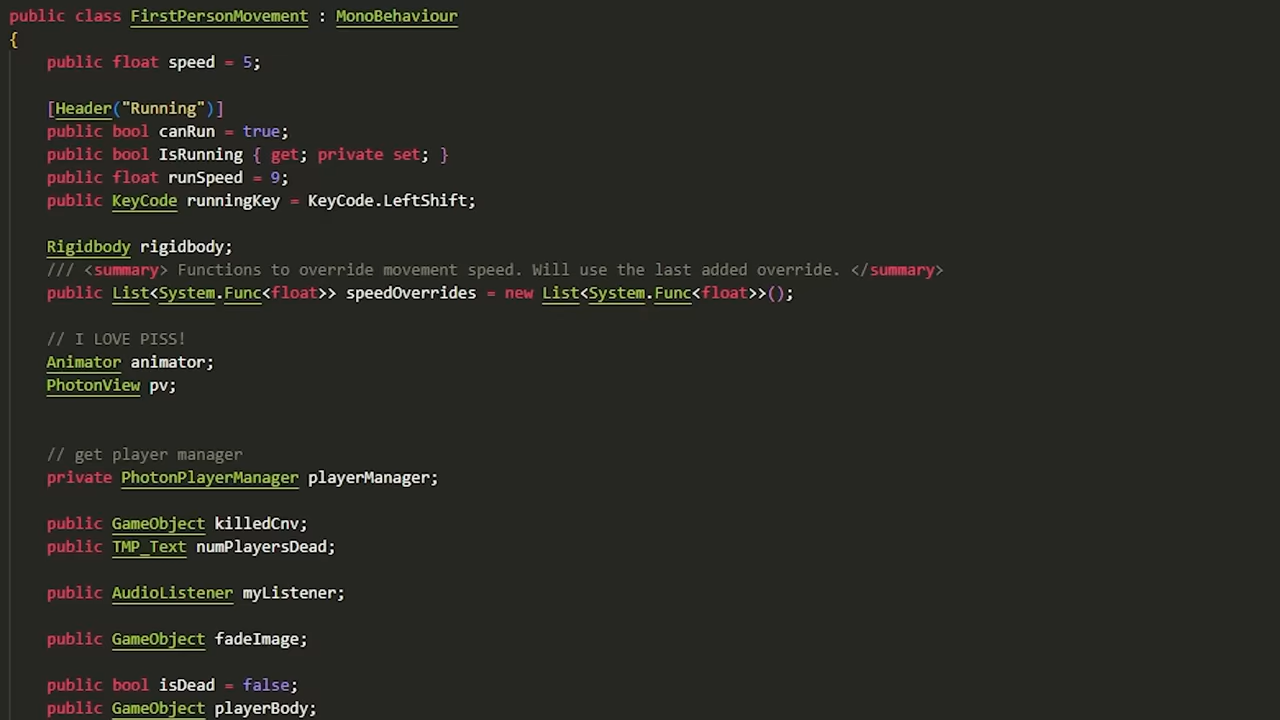 public class FirstPersonMovement : MonoBehaviour
{
    public float speed = 5;

    [Header("Running")]
    public bool canRun = true;
    public bool IsRunning { get; private set; }
    public float runSpeed = 9;
    public KeyCode runningKey = KeyCode.LeftShift;

    Rigidbody rigidbody;
    /// <summary> Functions to override movement speed. Will use the last added override. </summary>
    public List<System.Func<float>> speedOverrides = new List<System.Func<float>>();

    // I LOVE PISS!
    Animator animator;
    PhotonView pv;


    // get player manager
    private PhotonPlayerManager playerManager;

    public GameObject killedCnv;
    public TMP_Text numPlayersDead;

    public AudioListener myListener;

    public GameObject fadeImage;

    public bool isDead = false;
    public GameObject playerBody;